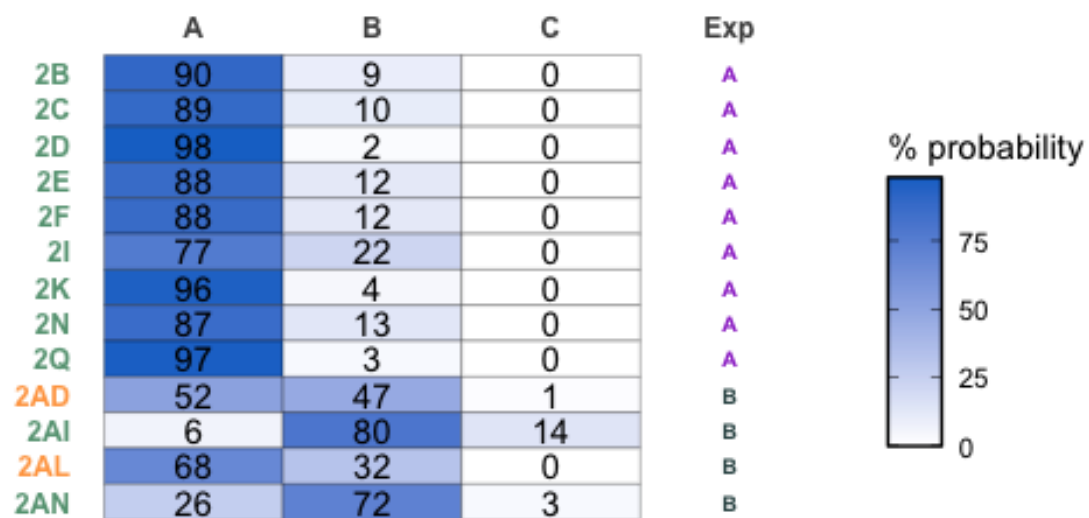 A B C Exp
2B 90 9 0 A
2C 89 10 0 A
2D 98 2 0 A
2E 88 12 0 A
2F 88 12 0 A
2I 77 22 0 A
2K 96 4 0 A
2N 87 13 0 A
2Q 97 3 0 A
2AD 52 47 1 B
2AI 6 80 14 B
2AL 68 32 0 B
2AN 26 72 3 B
% probability
75
50
25
0